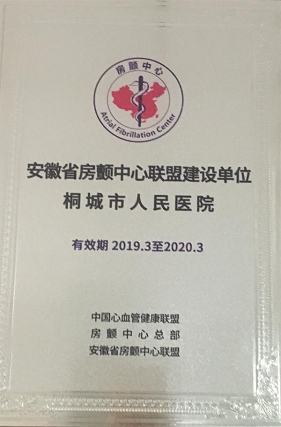 房颤中心
Atrial Fibrillation Center
安徽省房颤中心联盟建设单位
桐城市人民医院
有效期 2019.3至2020.3
中国心血管健康联盟
房颤中心总部
安徽省房颤中心联盟